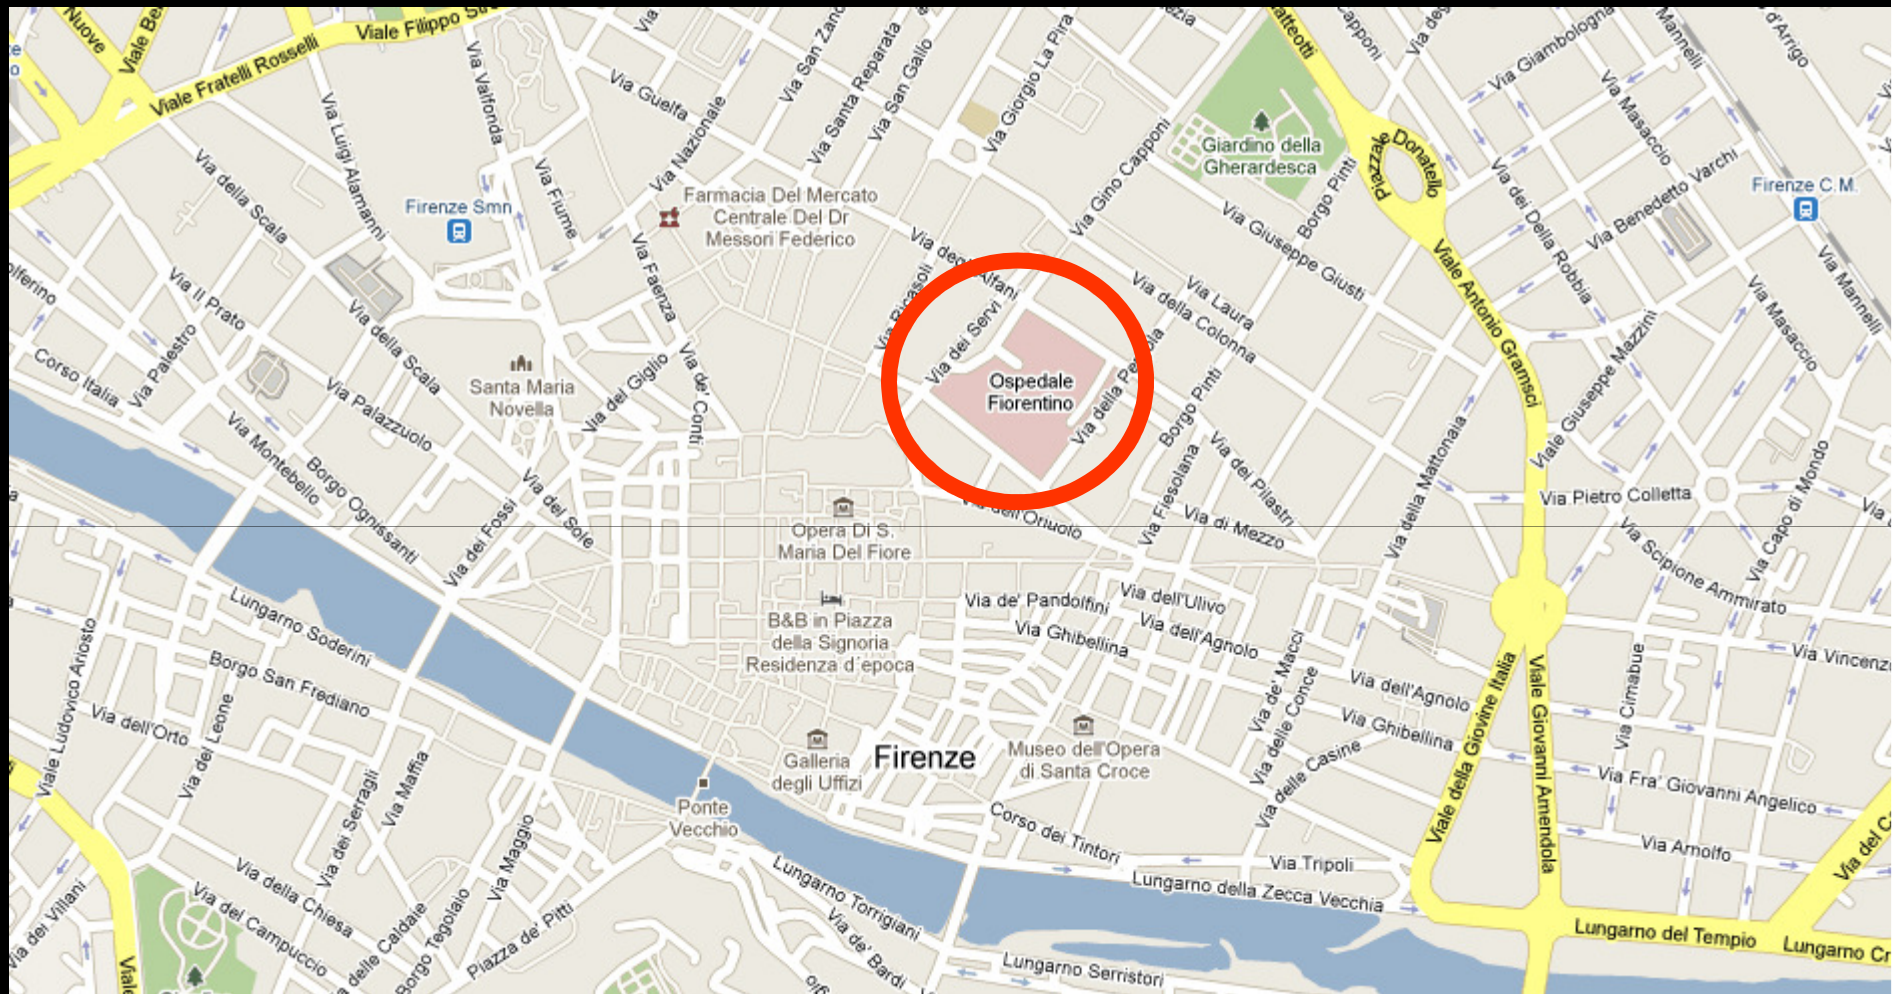 Nuove
Viale Fratelli Rosselli
Viale Filippo
Via Valfonda
Via Luigi Alamanni
Via Guelfa
Via Nazionale
Via Fiume
Via Santa Reparata
Via San Gallo
Via Giorgio La Pira
Via Gino Capponi
Giardino della
Gherardesca
Borgo Pinti
Piazzale Donatello
Via Giambologna
Mannelli
d'Arrigo
Via Masaccio
Via Benedetto Varchi
Firenze C.M.
Via Mannelli
Via dei Della Robbia
Via Masaccio
Viale Antonio Gramsci
Viale Giuseppe Mazzini
Via Giuseppe Giusti
Via Laura
Via della Colonna
Via degli Alfani
Via Ricasoli
Via dei Servi
Ospedale
Fiorentino
Via della Pergola
Borgo Pinti
Via Fiesolana
Via dei Pilastri
Via di Mezzo
Via dell'Oriuolo
Via della Mattonaia
Via Pietro Colletta
Via Scipione Ammirato
Via Capo di Mondo
Farmacia Del Mercato
Centrale Del Dr
Messori Federico
Firenze Smn
Via della Scala
Via Il Prato
Via Palestro
Corso Italia
Via della Scala
Via Palazzuolo
Via Montebello
Borgo Ognissanti
Santa Maria
Novella
Via Faenza
Via del Giglio
Via de' Conti
Via dei Fossi
Via del Sole
Opera Di S.
Maria Del Fiore
B&B in Piazza
della Signoria
Residenza d'epoca
Via de' Pandolfini
Via dell'Ulivo
Via Ghibellina
Via dell'Agnolo
Via de' Macci
Via delle Conce
Via dell'Agnolo
Via Ghibellina
Via delle Casine
Viale della Giovine Italia
Viale Giovanni Amendola
Via Cimabue
Via Fra' Giovanni Angelico
Via Arnolfo
Via Tripoli
Lungarno della Zecca Vecchia
Lungarno del Tempio
Corso dei Tintori
Museo dell'Opera
di Santa Croce
Firenze
Galleria
degli Uffizi
Ponte
Vecchio
Lungarno Soderini
Borgo San Frediano
Viale Ludovico Ariosto
Via dell'Orto
Via del Leone
Via dei Serragli
Via Maffia
Via Maggio
Via della Chiesa
Via del Campuccio
Borgo Tegolaio
Piazza de' Pitti
Lungarno Torrigiani
Via de' Bardi
Lungarno Serristori